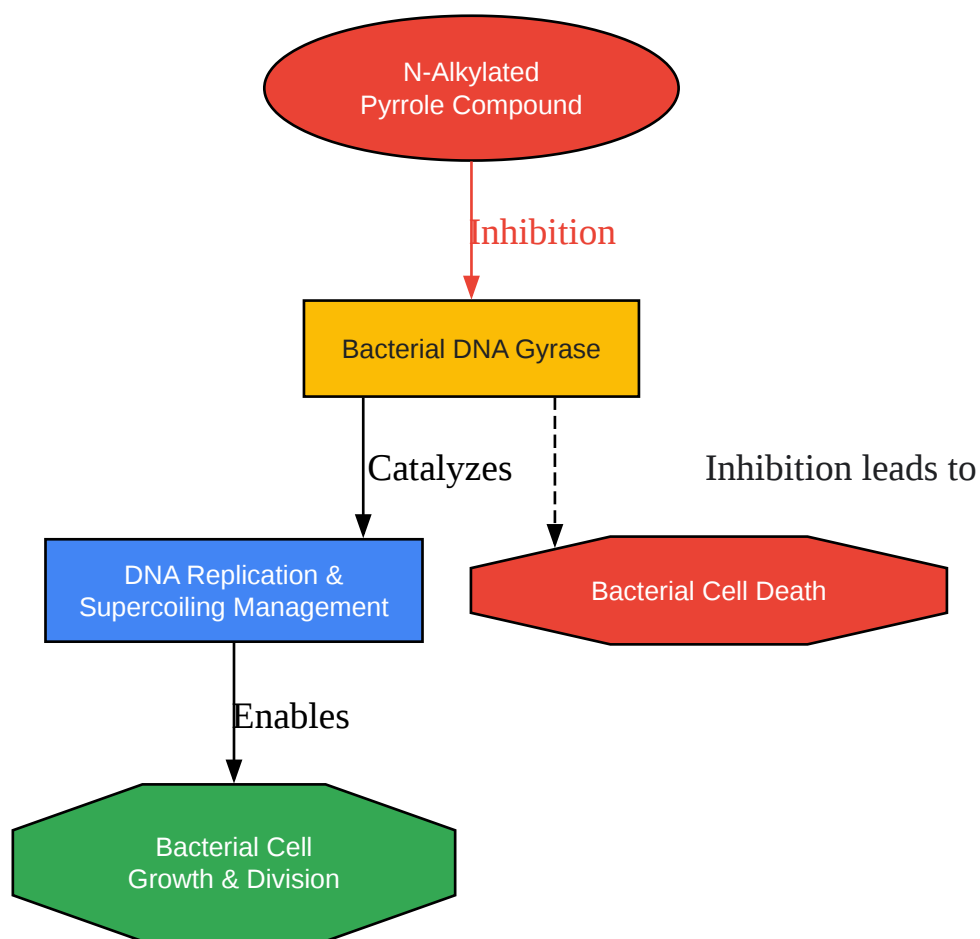 N-Alkylated
Pyrrole Compound
Inhibition
Bacterial DNA Gyrase
Catalyzes
Inhibition leads to
DNA Replication &
Supercoiling Management
Bacterial Cell Death
Enables
Bacterial Cell
Growth & Division